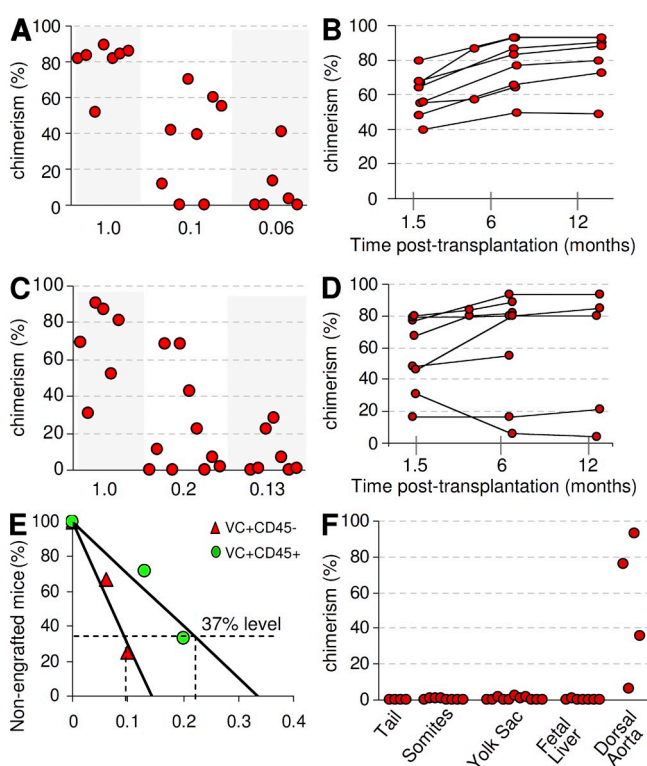 A
chimerism (%)
100
80
60
40
20
0
1.0
0.1
0.06
B
chimerism (%)
100
80
60
40
20
0
1.5
6
12
Time post-transplantation (months)
C
chimerism (%)
100
80
60
40
20
0
1.0
0.2
0.13
D
chimerism (%)
100
80
60
40
20
0
1.5
6
12
Time post-transplantation (months)
E
Non-engrafted mice (%)
100
80
60
40
20
0
VC+CD45-
VC+CD45+
37% level
0
0.1
0.2
0.3
0.4
F
chimerism (%)
100
80
60
40
20
0
Tail
Somites
Yolk Sac
Fetal
Liver
Dorsal
Aorta